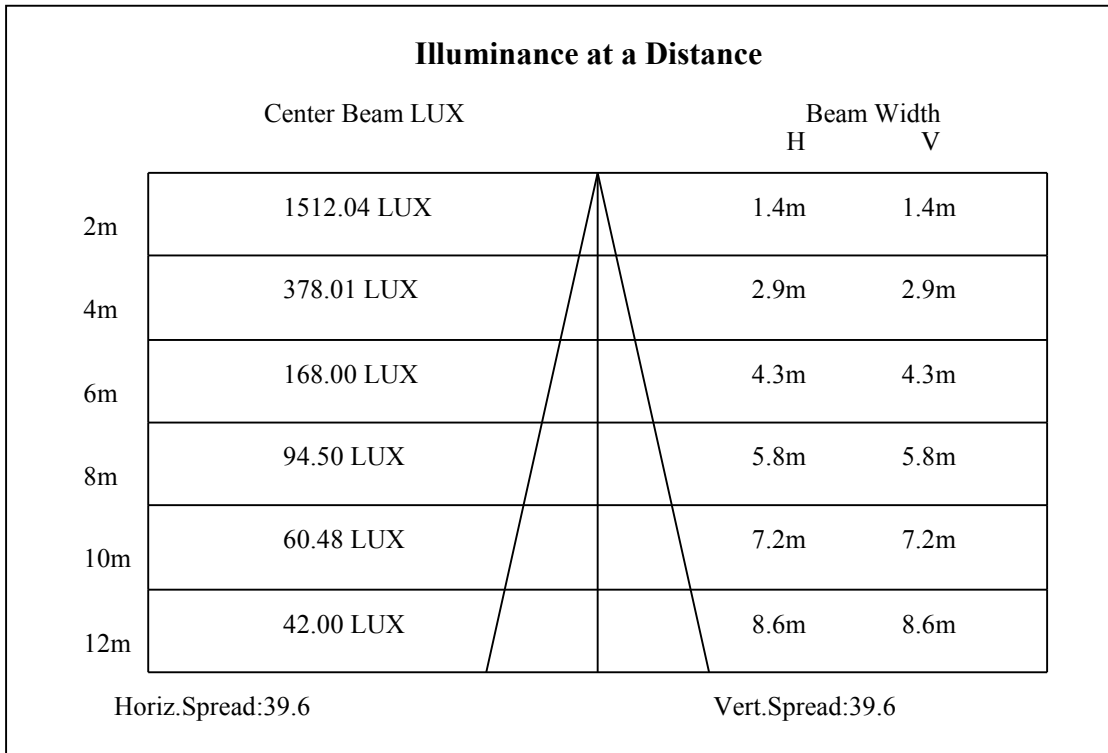 Illuminance at a Distance
Center Beam LUX Beam Width
H V
2m 1512.04 LUX 1.4m 1.4m
4m 378.01 LUX 2.9m 2.9m
6m 168.00 LUX 4.3m 4.3m
8m 94.50 LUX 5.8m 5.8m
10m 60.48 LUX 7.2m 7.2m
12m 42.00 LUX 8.6m 8.6m
Horiz.Spread:39.6 Vert.Spread:39.6